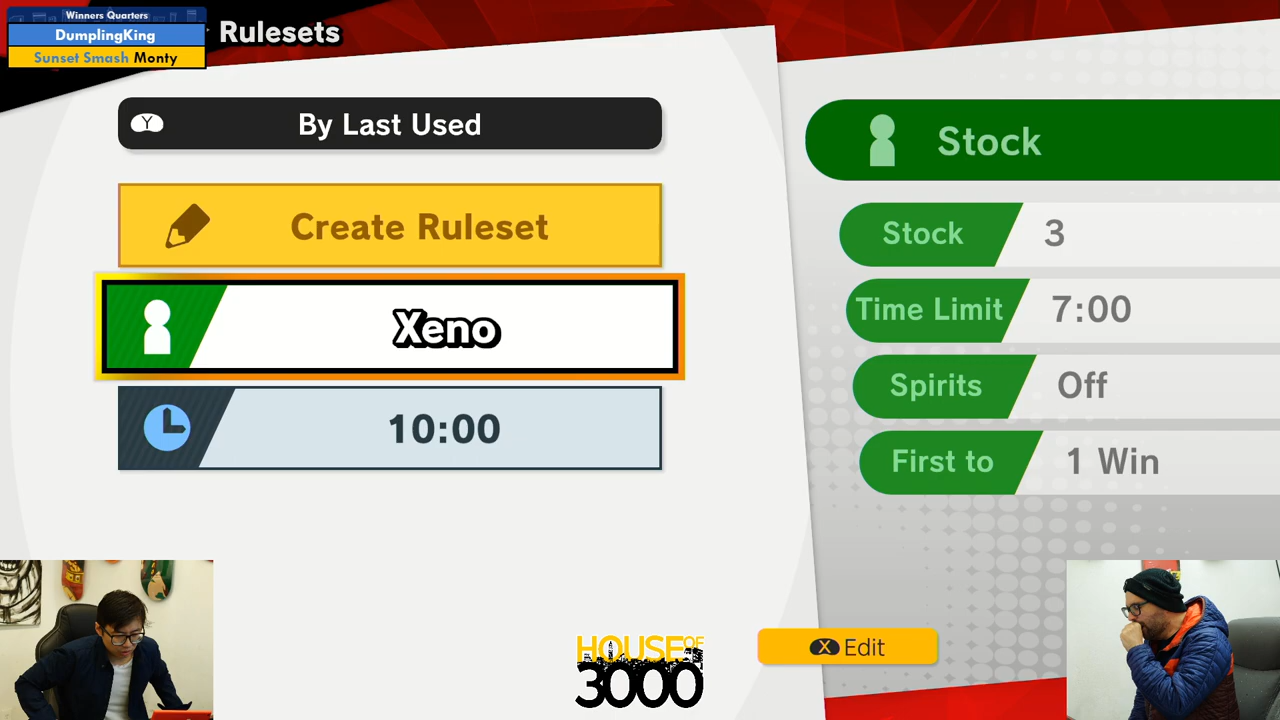 Winners Quarters
DumplingKing
Sunset Smash Monty
Rulesets
Y By Last Used
Create Ruleset
Xeno
10:00
Stock
Stock 3
Time Limit 7:00
Spirits Off
First to 1 Win
X Edit
HOUSE OF
3000